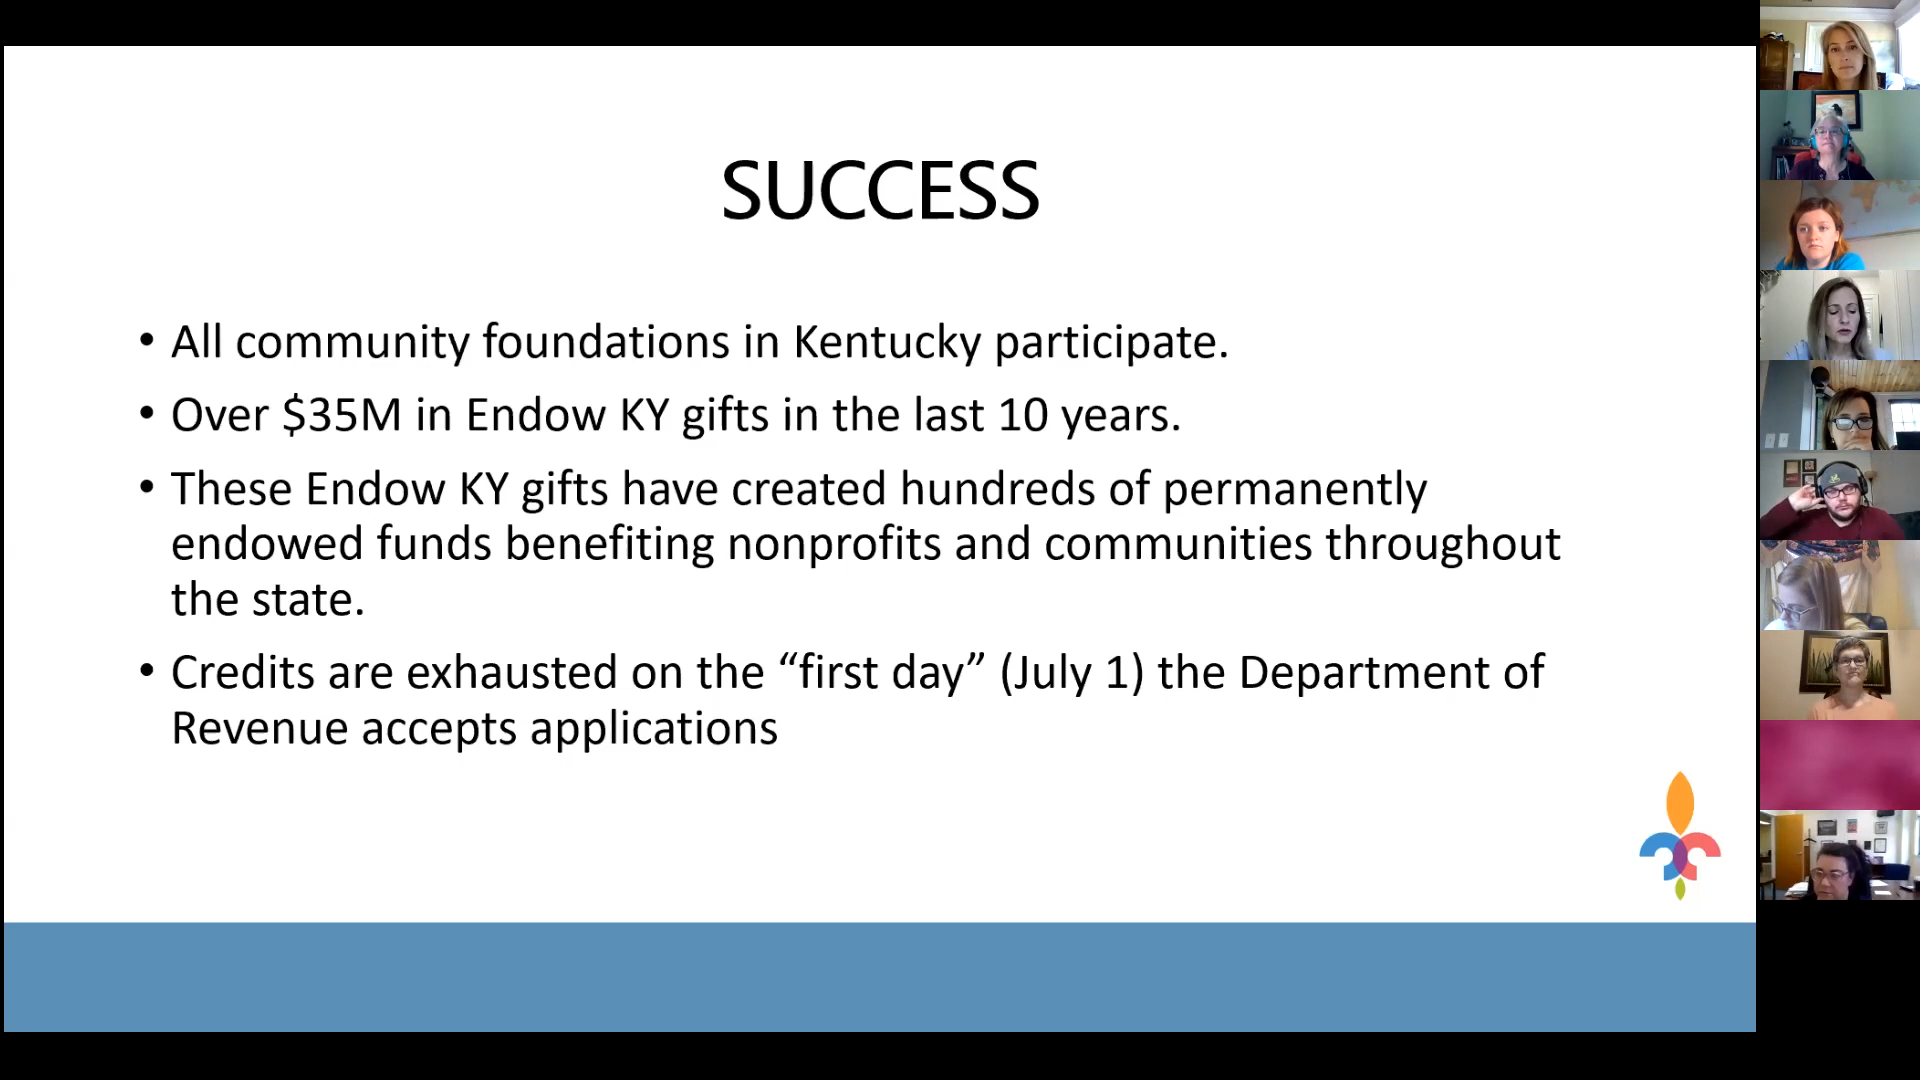 SUCCESS
• All community foundations in Kentucky participate.
• Over $35M in Endow KY gifts in the last 10 years.
• These Endow KY gifts have created hundreds of permanently
endowed funds benefiting nonprofits and communities throughout
the state.
• Credits are exhausted on the “first day” (July 1) the Department of
Revenue accepts applications